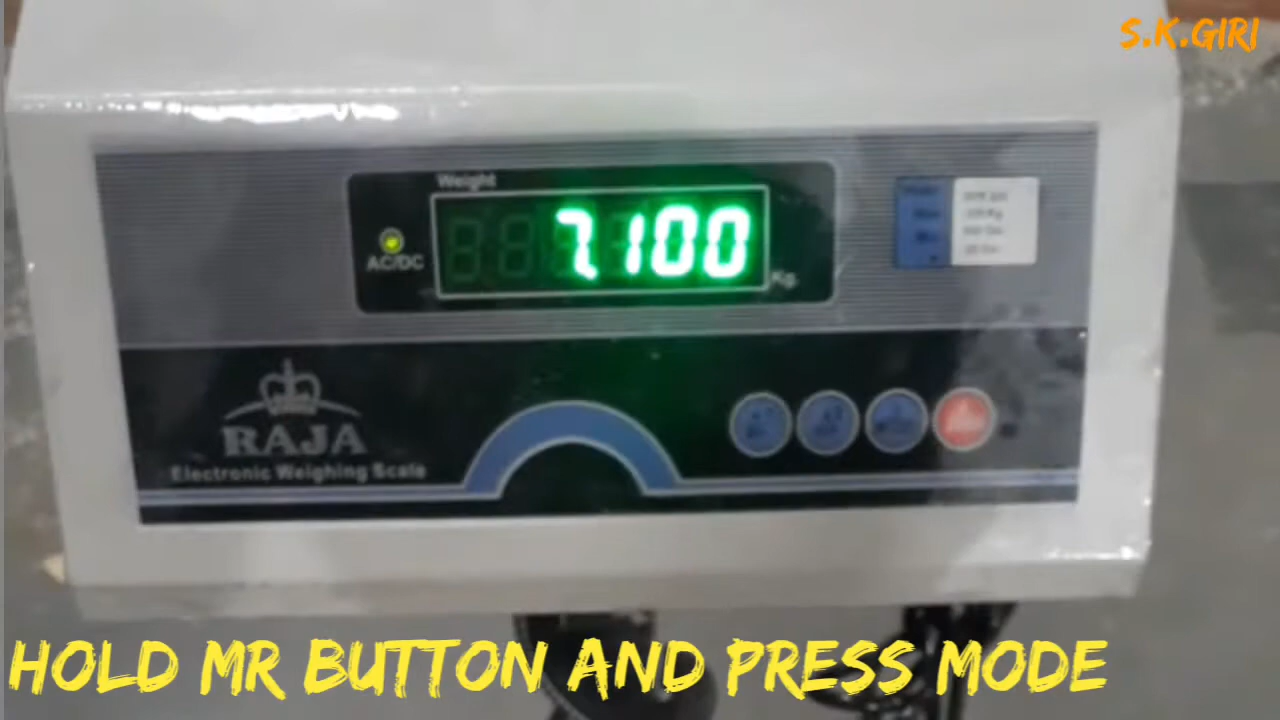 S.K.GIRI
Weight
7.100
AC/DC
Kg.
RAJA
Electronic Weighing Scale
HOLD MR BUTTON AND PRESS MODE